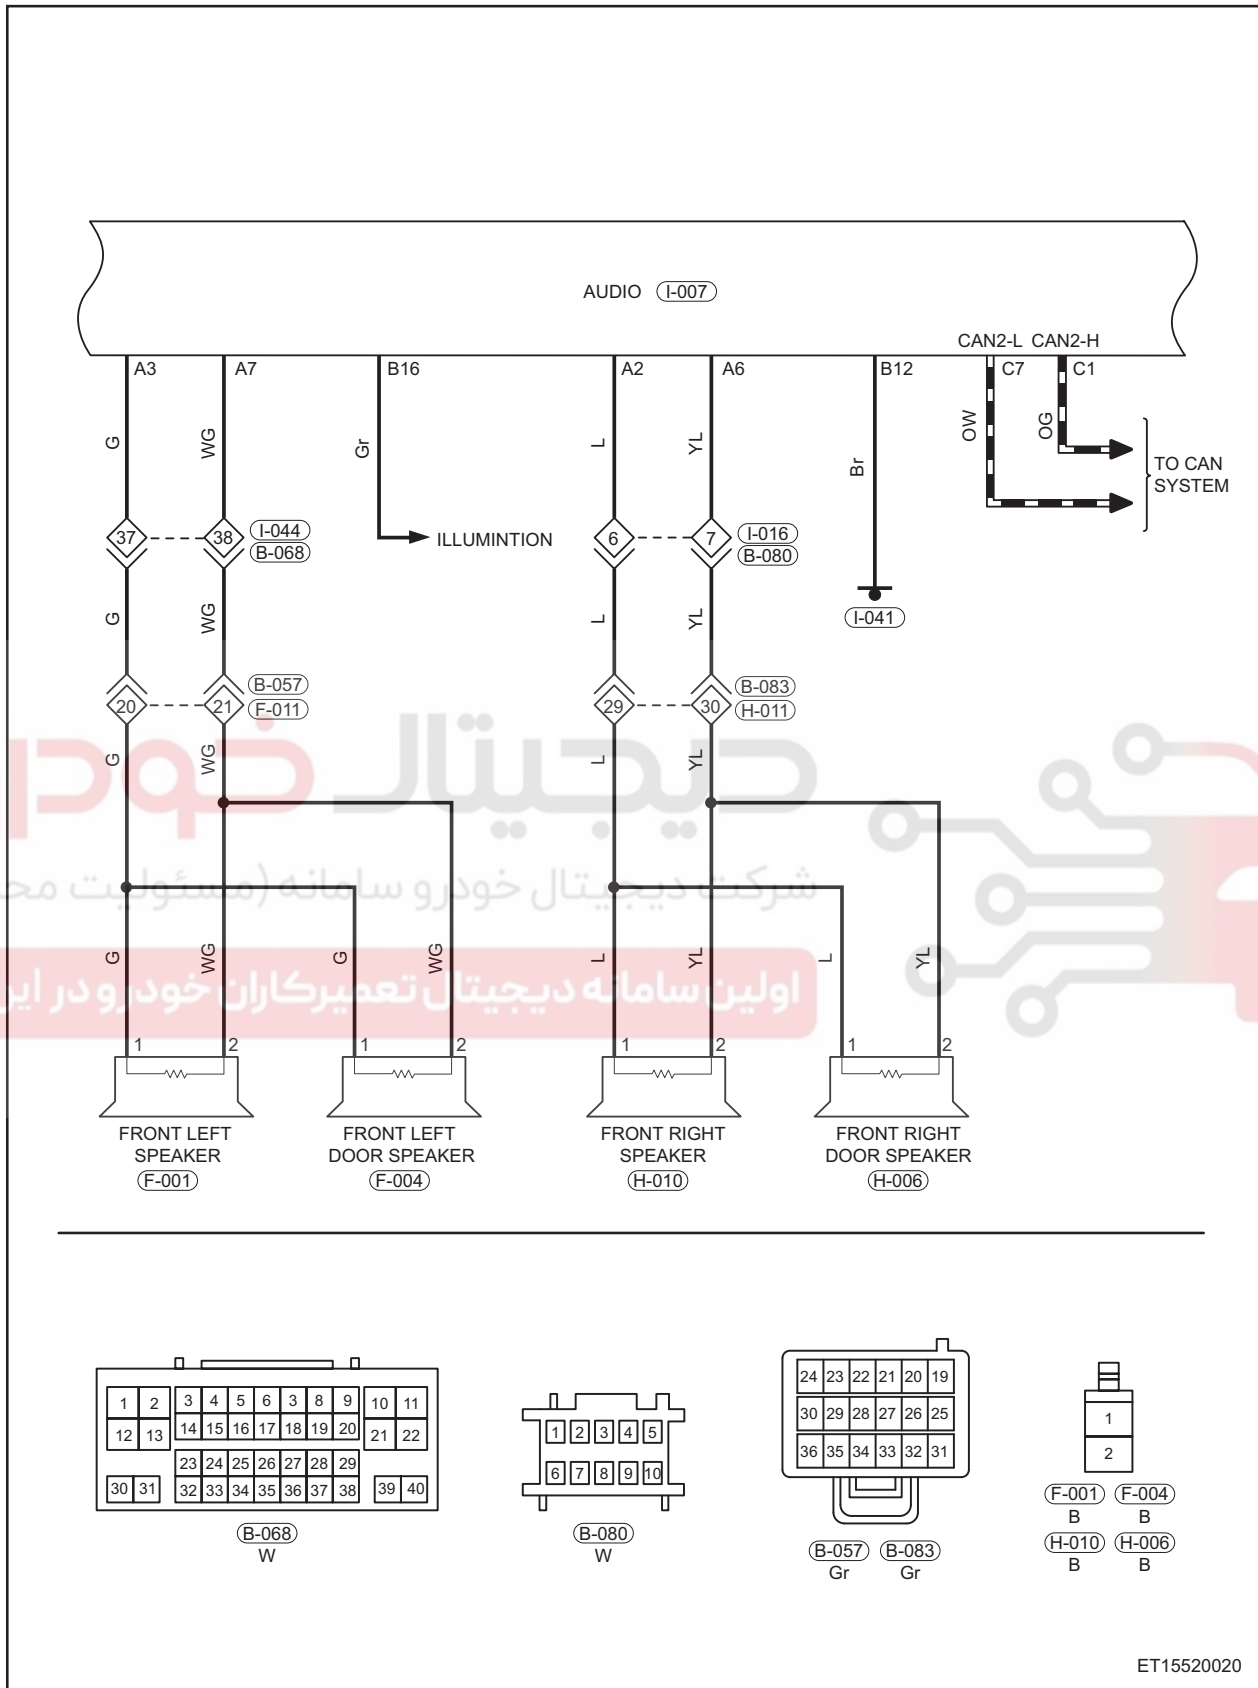 AUDIO I-007
CAN2-L CAN2-H
A3 A7 B16 A2 A6 B12 C7 C1
G WG Gr L YL Br OW OG
TO CAN
SYSTEM
37 38 I-044
B-068
ILLUMINTION
6 7 I-016
B-080
I-041
G WG L YL
20 21 B-057
F-011
29 30 B-083
H-011
G WG L YL
دیجیتال خودر
شرکت دیجیتال خودرو سامانه (مسئولیت مح
اولین سامانه دیجیتال تعمیرکاران خودرو در ایر
G WG G WG L YL L YL
1 2 1 2 1 2 1 2
FRONT LEFT
SPEAKER
F-001
FRONT LEFT
DOOR SPEAKER
F-004
FRONT RIGHT
SPEAKER
H-010
FRONT RIGHT
DOOR SPEAKER
H-006
1 2 3 4 5 6 3 8 9 10 11
12 13 14 15 16 17 18 19 20 21 22
23 24 25 26 27 28 29
30 31 32 33 34 35 36 37 38 39 40
B-068
W
1 2 3 4 5
6 7 8 9 10
B-080
W
24 23 22 21 20 19
30 29 28 27 26 25
36 35 34 33 32 31
B-057 B-083
Gr Gr
1
2
F-001 F-004
B B
H-010 H-006
B B
ET15520020